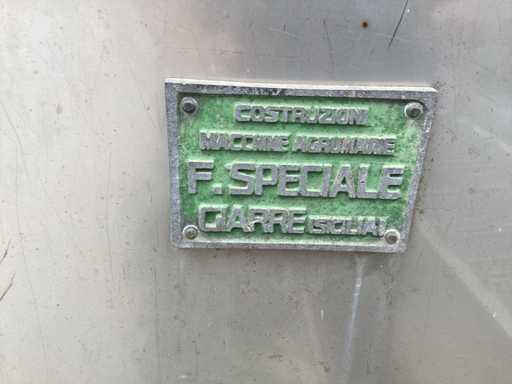 COSTRUZIONI
MACCHINE AGRUMARIE
F. SPECIALE
GIARRE (SICILIA)